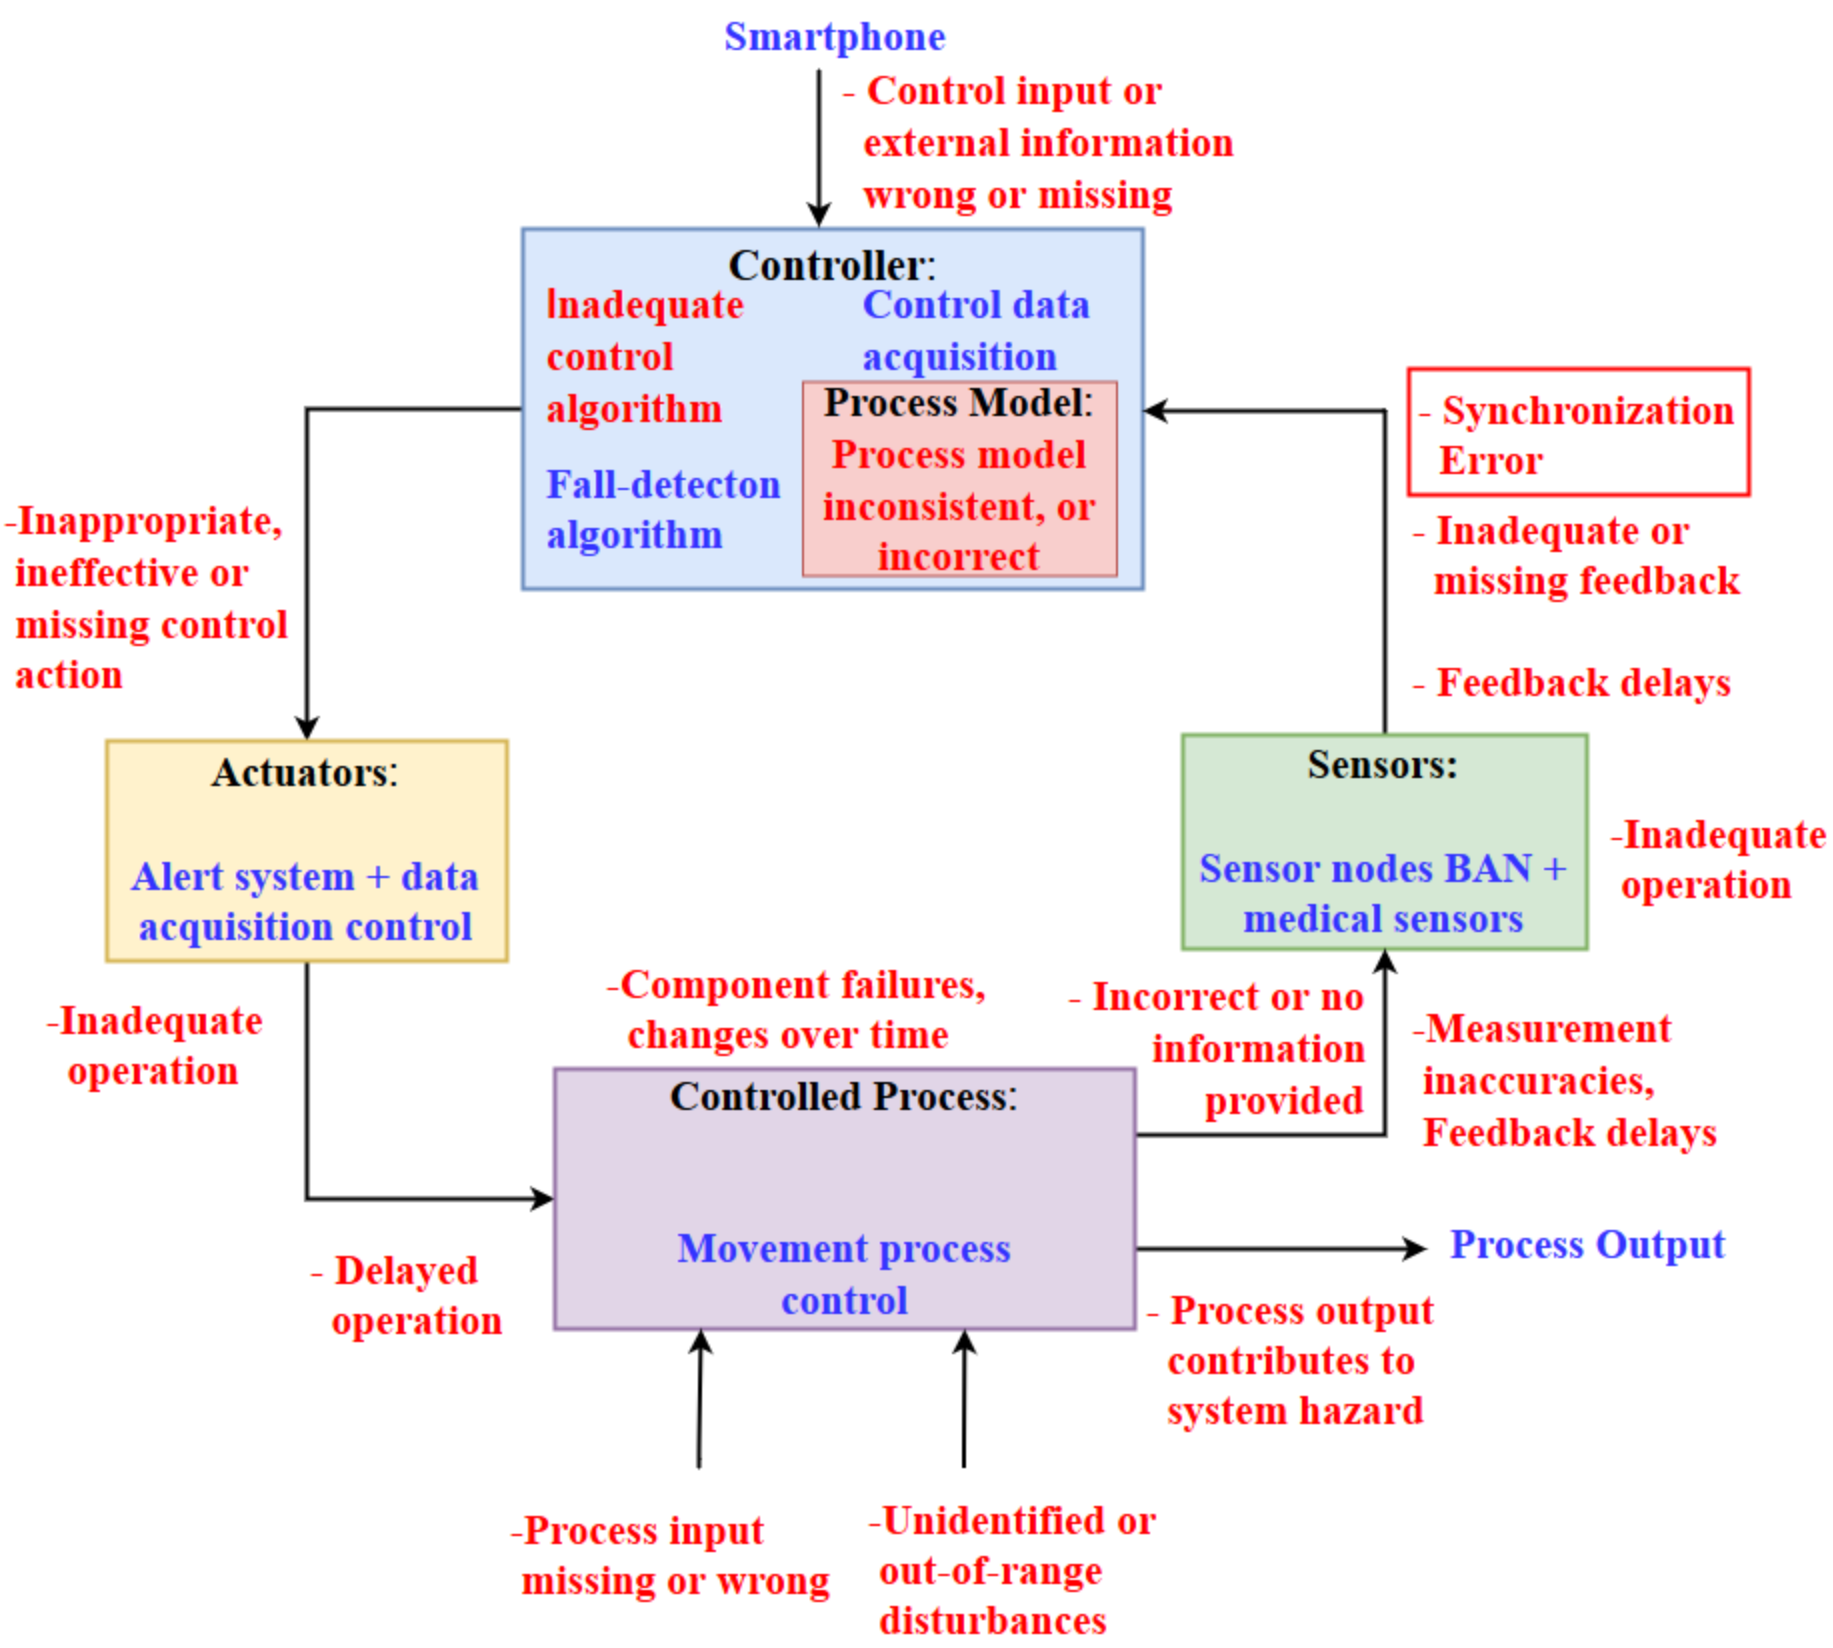 Smartphone
- Control input or
external information
wrong or missing
Controller:
Inadequate
control
algorithm
Fall-detecton
algorithm
Control data
acquisition
Process Model:
Process model
inconsistent, or
incorrect
- Synchronization
Error
- Inadequate or
missing feedback
- Feedback delays
-Inappropriate,
ineffective or
missing control
action
Actuators:
Alert system + data
acquisition control
Sensors:
Sensor nodes BAN +
medical sensors
-Inadequate
operation
-Inadequate
operation
-Component failures,
changes over time
- Incorrect or no
information
provided
-Measurement
inaccuracies,
Feedback delays
Controlled Process:
Movement process
control
- Delayed
operation
Process Output
- Process output
contributes to
system hazard
-Process input
missing or wrong
-Unidentified or
out-of-range
disturbances